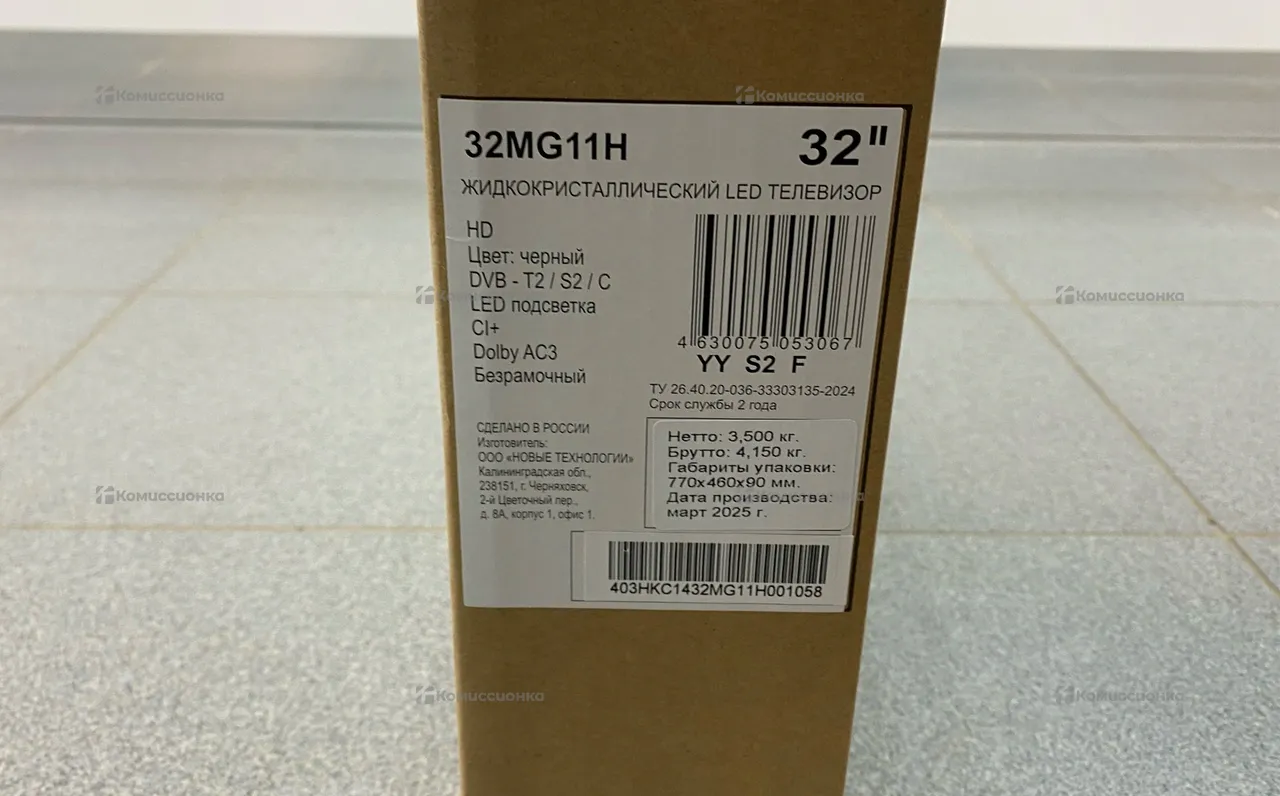 32MG11H 32"
ЖИДКОКРИСТАЛЛИЧЕСКИЙ LED ТЕЛЕВИЗОР
HD
Цвет: черный
DVB - T2 / S2 / C
LED подсветка
CI+
Dolby AC3
Безрамочный
4 630075 053067
YY S2 F
ТУ 26.40.20-036-33303135-2024
Срок службы 2 года
СДЕЛАНО В РОССИИ
Изготовитель:
ООО «НОВЫЕ ТЕХНОЛОГИИ»
Калининградская обл.,
238151, г. Черняховск,
2-й Цветочный пер.,
д. 8А, корпус 1, офис 1.
Нетто: 3,500 кг.
Брутто: 4,150 кг.
Габариты упаковки:
770x460x90 мм.
Дата производства:
март 2025 г.
403HKC1432MG11H001058
Комиссионка
Комиссионка
Комиссионка
Комиссионка
Комиссионка
Комиссионка